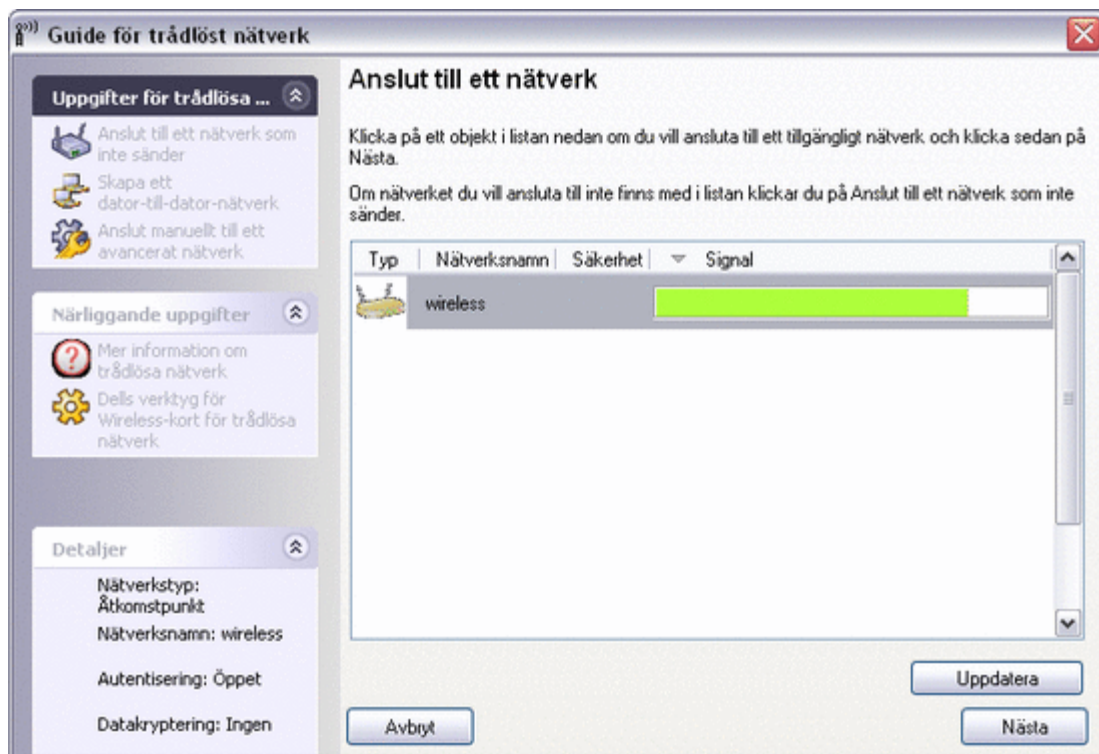 Guide för trådlöst nätverk
Uppgifter för trådlösa ...
Anslut till ett nätverk som
inte sänder
Skapa ett
dator-till-dator-nätverk
Anslut manuellt till ett
avancerat nätverk
Närliggande uppgifter
Mer information om
trådlösa nätverk
Dells verktyg för
Wireless-kort för trådlösa
nätverk
Detaljer
Nätverkstyp:
Åtkomstpunkt
Nätverksnamn: wireless
Autentisering: Öppet
Datakryptering: Ingen
Anslut till ett nätverk
Klicka på ett objekt i listan nedan om du vill ansluta till ett tillgängligt nätverk och klicka sedan på
Nästa.
Om nätverket du vill ansluta till inte finns med i listan klickar du på Anslut till ett nätverk som inte
sänder.
Typ Nätverksnamn Säkerhet Signal
wireless
Uppdatera
Avbryt Nästa